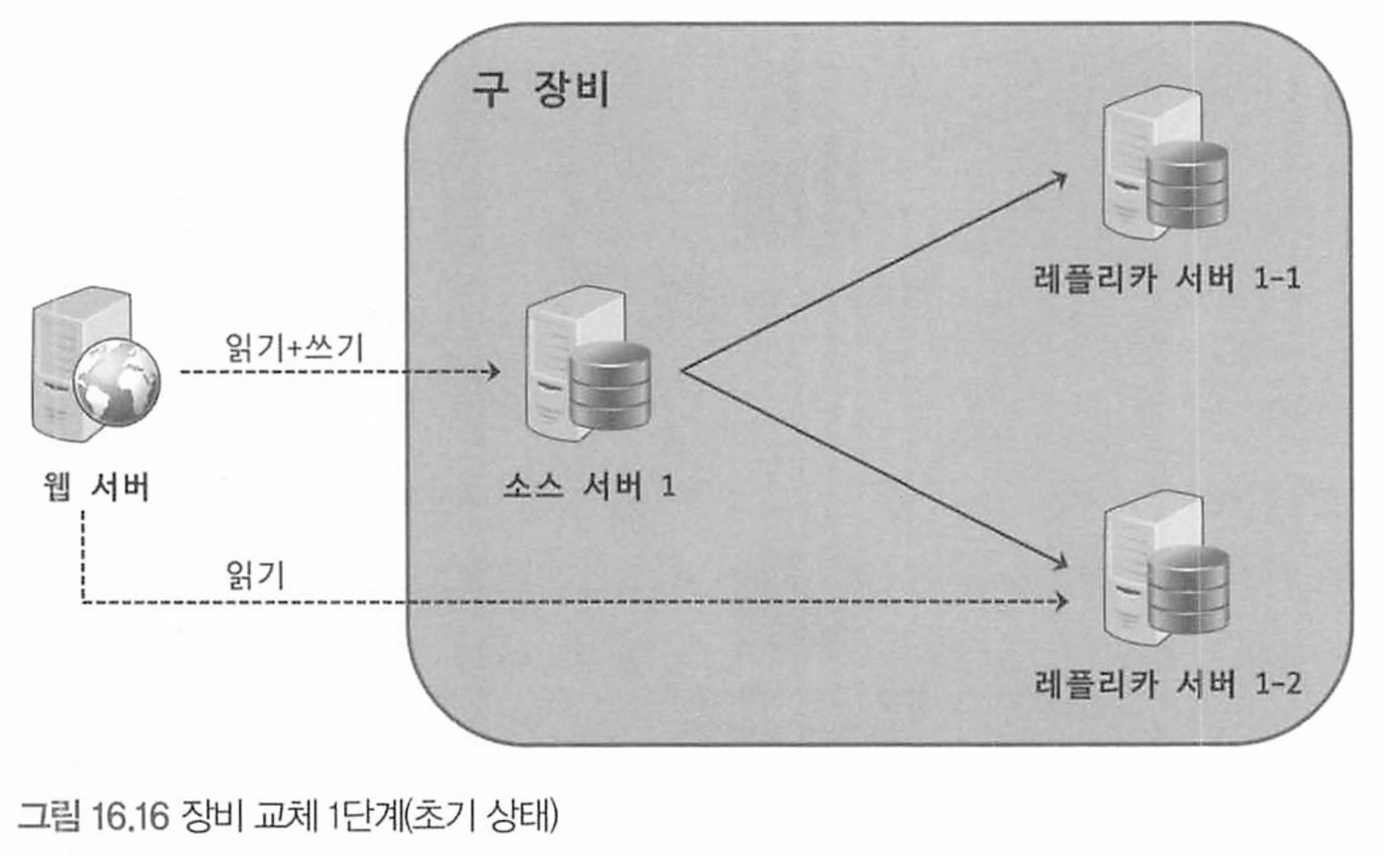 구 장비
레플리카 서버 1-1
읽기+쓰기
웹 서버
소스 서버 1
읽기
레플리카 서버 1-2
그림 16.16 장비 교체 1단계(초기 상태)